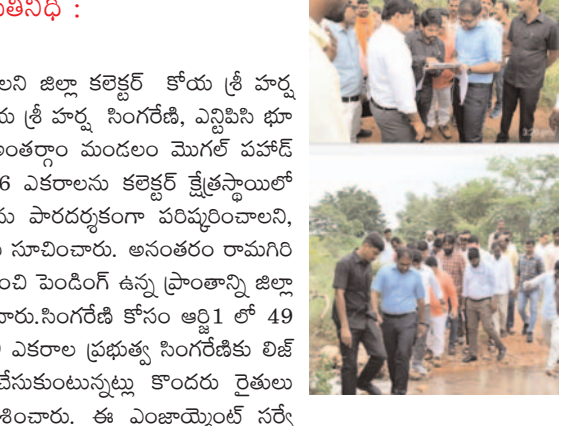 తినిధి :
లని జిల్లా కలెక్టర్ కోయ శ్రీ హర్ష
య శ్రీ హర్ష సింగరేణి, ఎన్టిపిసి భూ
అంతర్గాం మండలం మొగల్ పహాడ్
6 ఎకరాలను కలెక్టర్ క్షేత్రస్థాయిలో
ను పారదర్శకంగా పరిష్కరించాలని,
సూచించారు. అనంతరం రామగిరి
ంచి పెండింగ్ ఉన్న ప్రాంతాన్ని జిల్లా
చారు.సింగరేణి కోసం ఆర్జి1 లో 49
ఎకరాల ప్రభుత్వ సింగరేణికు లిజ్
చేసుకుంటున్నట్లు కొందరు రైతులు
శించారు. ఈ ఎంజాయ్మెంట్ సర్వే